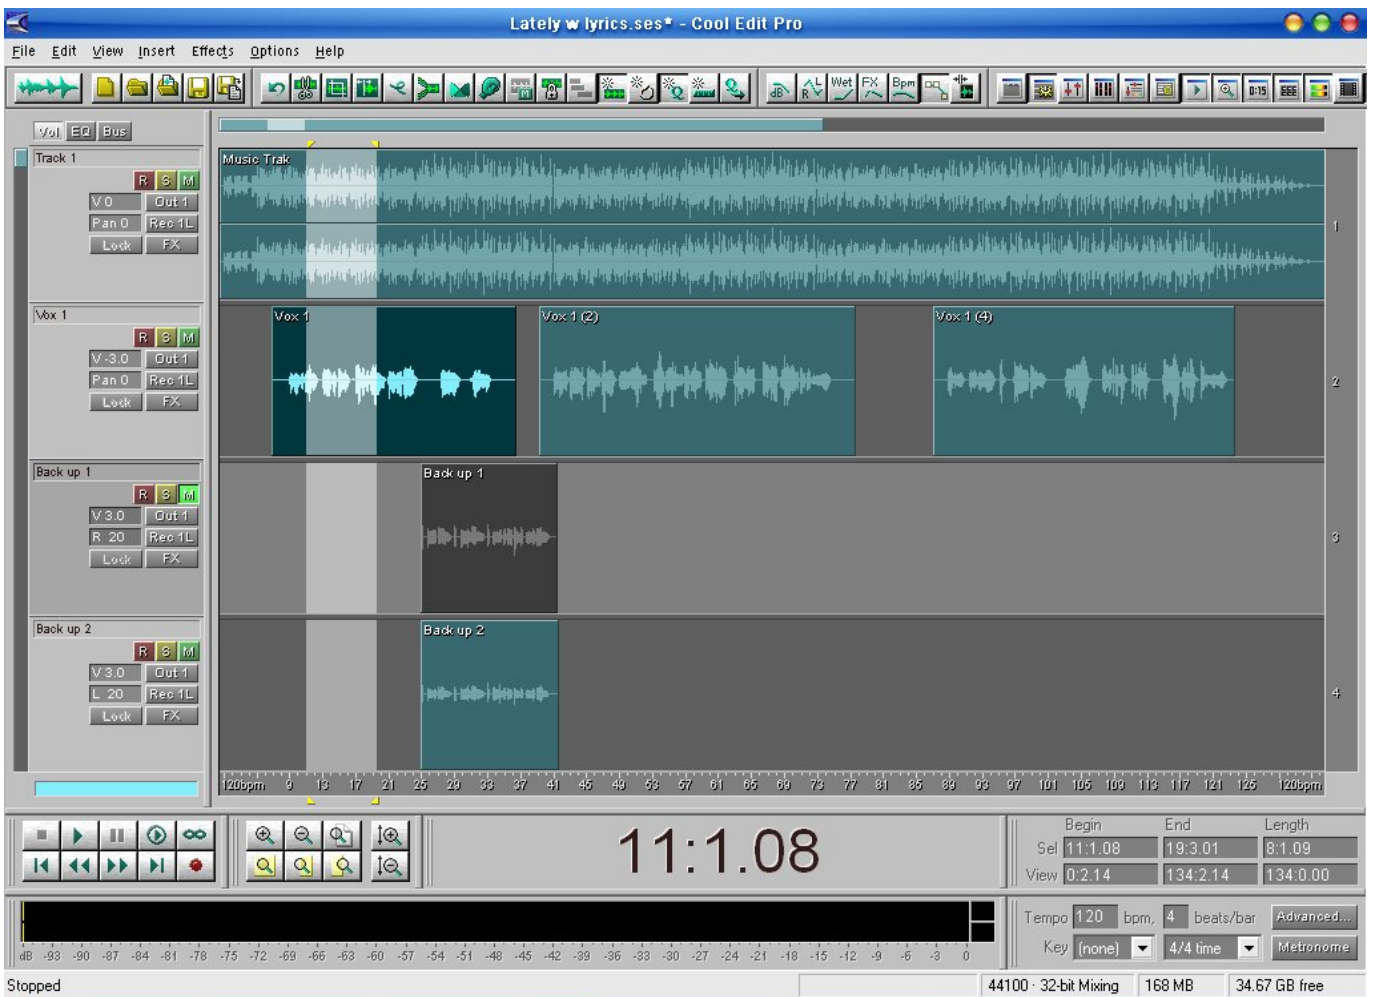 Lately w lyrics.ses* - Cool Edit Pro
File Edit View Insert Effects Options Help
dB L R Wet FX Bpm 0:15
Vol EQ Bus
Track 1
R S M
V 0 Out 1
Pan 0 Rec 1L
Lock FX
Music Trak
1
Vox 1
R S M
V -3.0 Out 1
Pan 0 Rec 1L
Lock FX
Vox 1 Vox 1 (2) Vox 1 (4)
2
Back up 1
R S M
V 3.0 Out 1
R 20 Rec 1L
Lock FX
Back up 1
3
Back up 2
R S M
V 3.0 Out 1
L 20 Rec 1L
Lock FX
Back up 2
4
120bpm 9 13 17 21 25 29 33 37 41 45 49 53 57 61 65 69 73 77 81 85 89 93 97 101 105 109 113 117 121 125 120bpm
11:1.08
Begin End Length
Sel 11:1.08 19:3.01 8:1.09
View 0:2.14 134:2.14 134:0.00
Tempo 120 bpm, 4 beats/bar Advanced...
Key (none) 4/4 time Metronome
dB -93 -90 -87 -84 -81 -78 -75 -72 -69 -66 -63 -60 -57 -54 -51 -48 -45 -42 -39 -36 -33 -30 -27 -24 -21 -18 -15 -12 -9 -6 -3 0
Stopped
44100 · 32-bit Mixing 168 MB 34.67 GB free